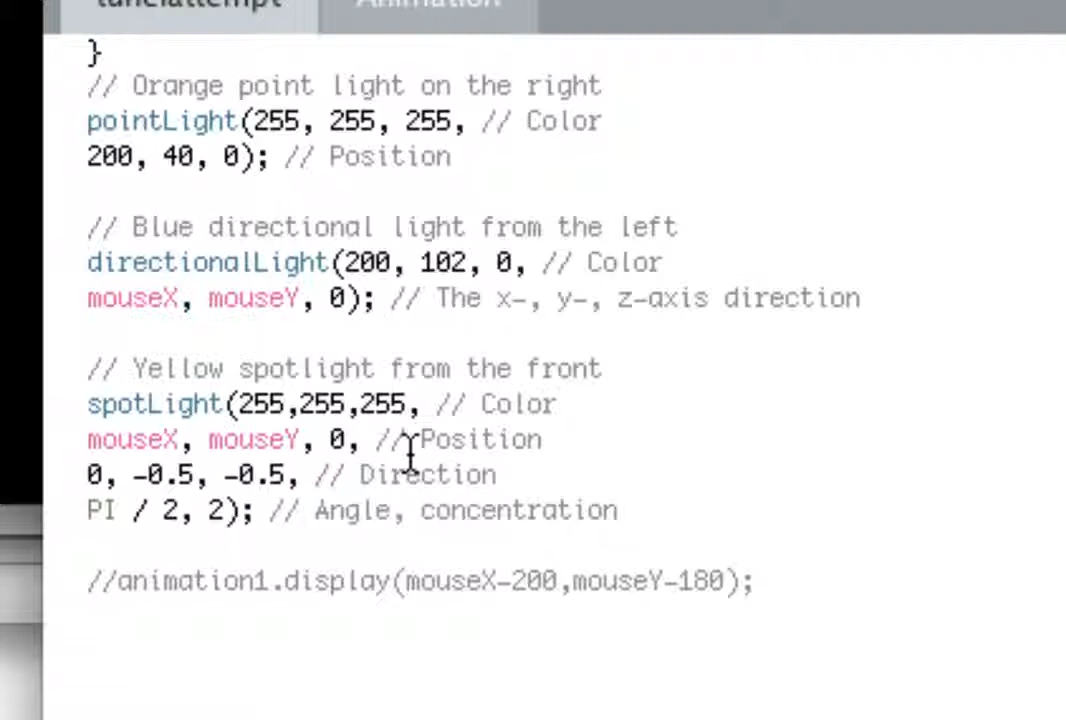 Animation
}
// Orange point light on the right
pointLight(255, 255, 255, // Color
200, 40, 0); // Position
// Blue directional light from the left
directionalLight(200, 102, 0, // Color
mouseX, mouseY, 0); // The x-, y-, z-axis direction
// Yellow spotlight from the front
spotLight(255,255,255, // Color
mouseX, mouseY, 0, // Position
0, -0.5, -0.5, // Direction
PI / 2, 2); // Angle, concentration
//animation1.display(mouseX-200,mouseY-180);